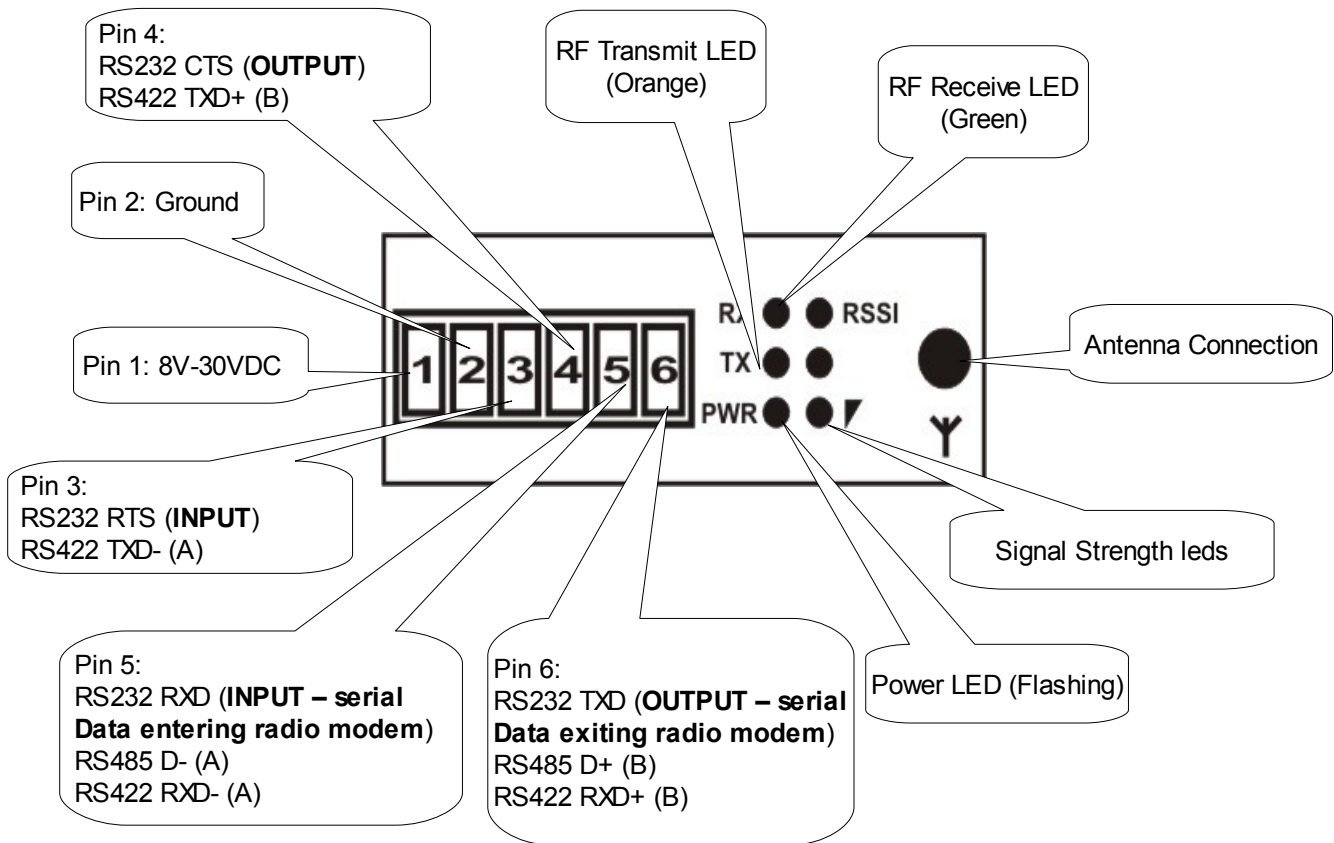 Pin 4:
RS232 CTS (OUTPUT)
RS422 TXD+ (B)
RF Transmit LED
(Orange)
RF Receive LED
(Green)
Pin 2: Ground
Pin 1: 8V-30VDC
1 2 3 4 5 6
RSSI
TX
PWR
Antenna Connection
Pin 3:
RS232 RTS (INPUT)
RS422 TXD- (A)
Signal Strength leds
Pin 5:
RS232 RXD (INPUT – serial
Data entering radio modem)
RS485 D- (A)
RS422 RXD- (A)
Pin 6:
RS232 TXD (OUTPUT – serial
Data exiting radio modem)
RS485 D+ (B)
RS422 RXD+ (B)
Power LED (Flashing)